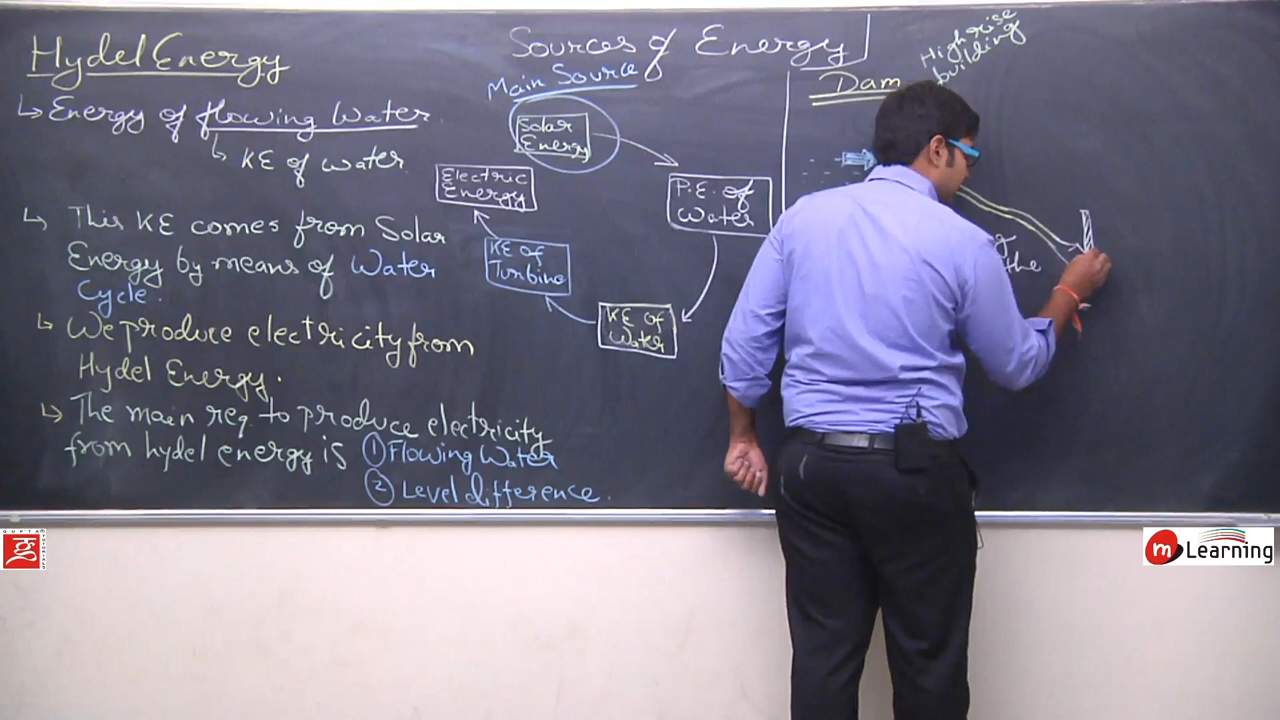 Hydel Energy
↳ Energy of flowing Water.
↳ KE of water
↳ This KE comes from Solar
Energy by means of Water
Cycle.
↳ We produce electricity from
Hydel Energy.
↳ The main req. to produce electricity
from hydel energy is ① Flowing Water
② Level difference.
Sources of Energy
Main Source
Solar
Energy
P.E. of
Water
KE of
Water
KE of
Turbine
Electric
Energy
Dam
High rise
building
the
GUPTA TUTORIALS
m Learning